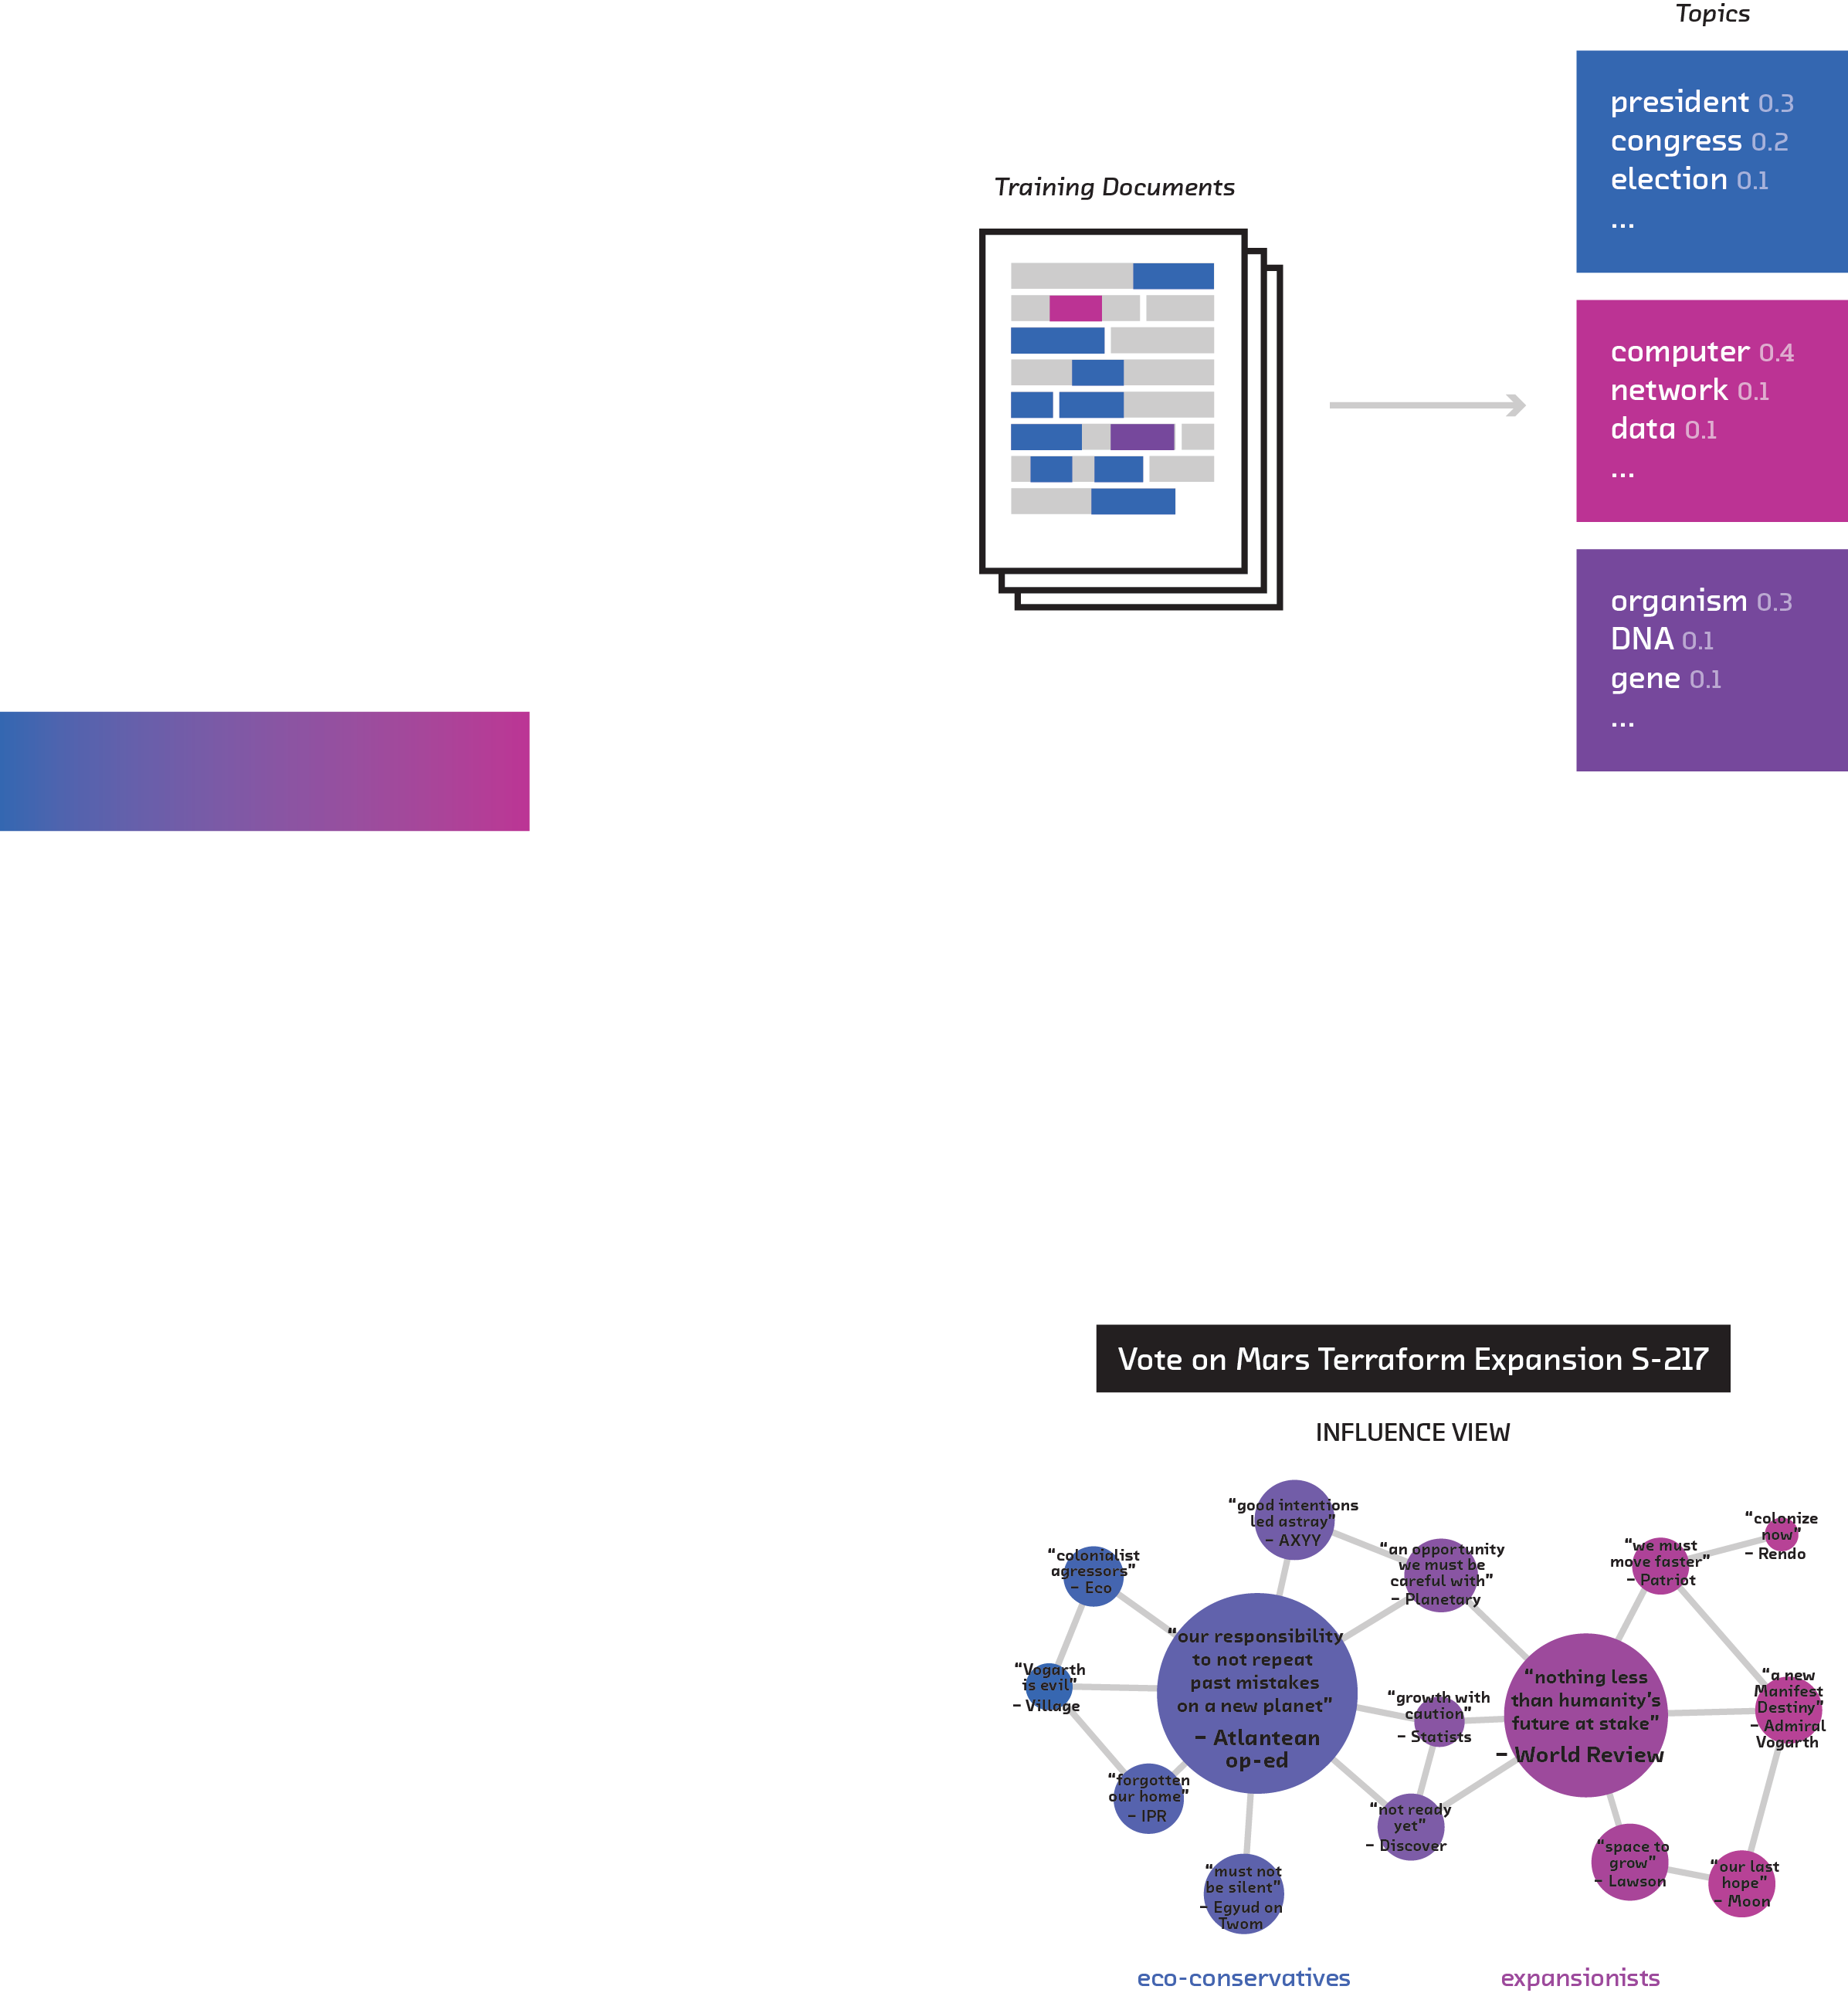 Topics
president 0.3
congress 0.2
election 0.1
...
Training Documents
computer 0.4
network 0.1
data 0.1
...
organism 0.3
DNA 0.1
gene 0.1
...
Vote on Mars Terraform Expansion S-217
INFLUENCE VIEW
“good intentions
led astray”
– AXYY
“an opportunity
we must be
careful with”
– Planetary
“we must
move faster”
– Patriot
“colonize
now”
– Rendo
“colonialist
agressors”
– Eco
“our responsibility
to not repeat
past mistakes
on a new planet”
– Atlantean
op-ed
“Vogarth
is evil”
– Village
“growth with
caution”
– Statists
“nothing less
than humanity’s
future at stake”
– World Review
“a new
Manifest
Destiny”
– Admiral
Vogarth
“forgotten
our home”
– IPR
“not ready
yet”
– Discover
“must not
be silent”
– Egyud on
Twom
“space to
grow”
– Lawson
“our last
hope”
– Moon
eco-conservatives
expansionists